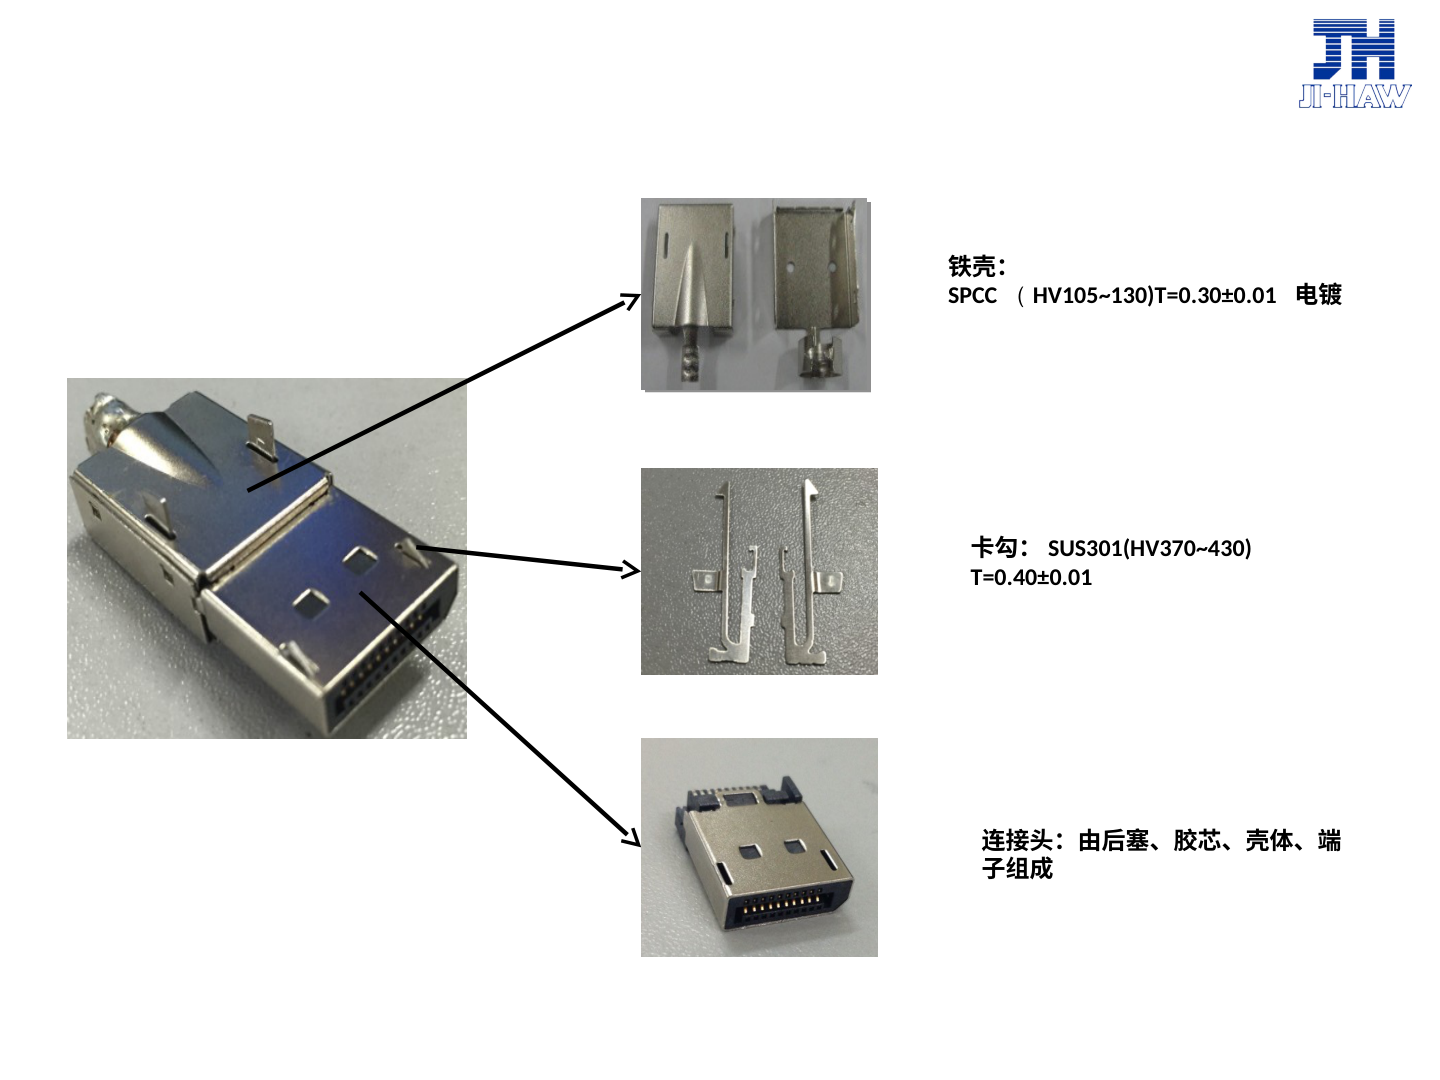 JH
JI-HAW
铁壳：
SPCC （ HV105~130)T=0.30±0.01 电镀
卡勾： SUS301(HV370~430)
T=0.40±0.01
连接头：由后塞、胶芯、壳体、端
子组成